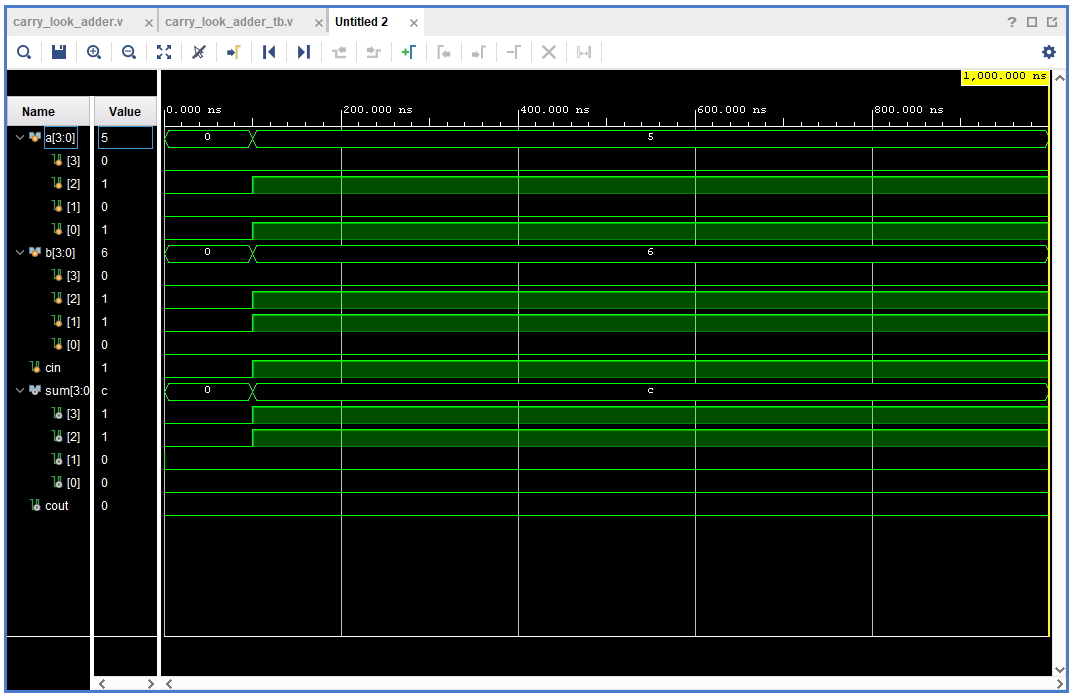 carry_look_adder.v × carry_look_adder_tb.v × Untitled 2 ×
?
1,000.000 ns
Name Value
0.000 ns 200.000 ns 400.000 ns 600.000 ns 800.000 ns
a[3:0] 5 0 5
[3] 0
[2] 1
[1] 0
[0] 1
b[3:0] 6 0 6
[3] 0
[2] 1
[1] 1
[0] 0
cin 1
sum[3:0 c 0 c
[3] 1
[2] 1
[1] 0
[0] 0
cout 0